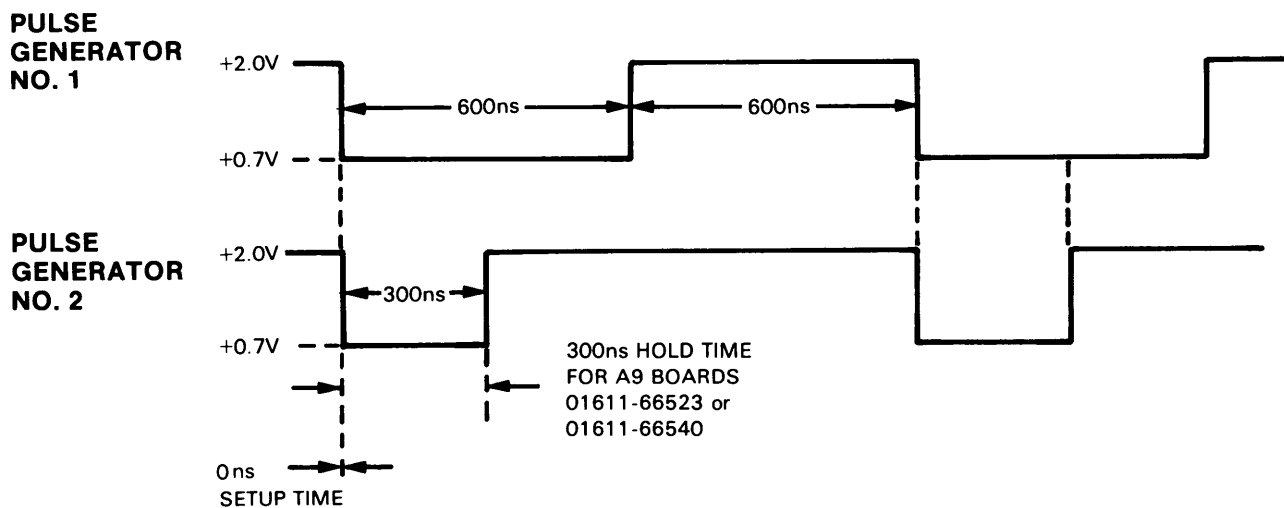 PULSE
GENERATOR
NO. 1
+2.0V
600ns
600ns
+0.7V
PULSE
GENERATOR
NO. 2
+2.0V
300ns
+0.7V
300ns HOLD TIME
FOR A9 BOARDS
01611-66523 or
01611-66540
0ns
SETUP TIME